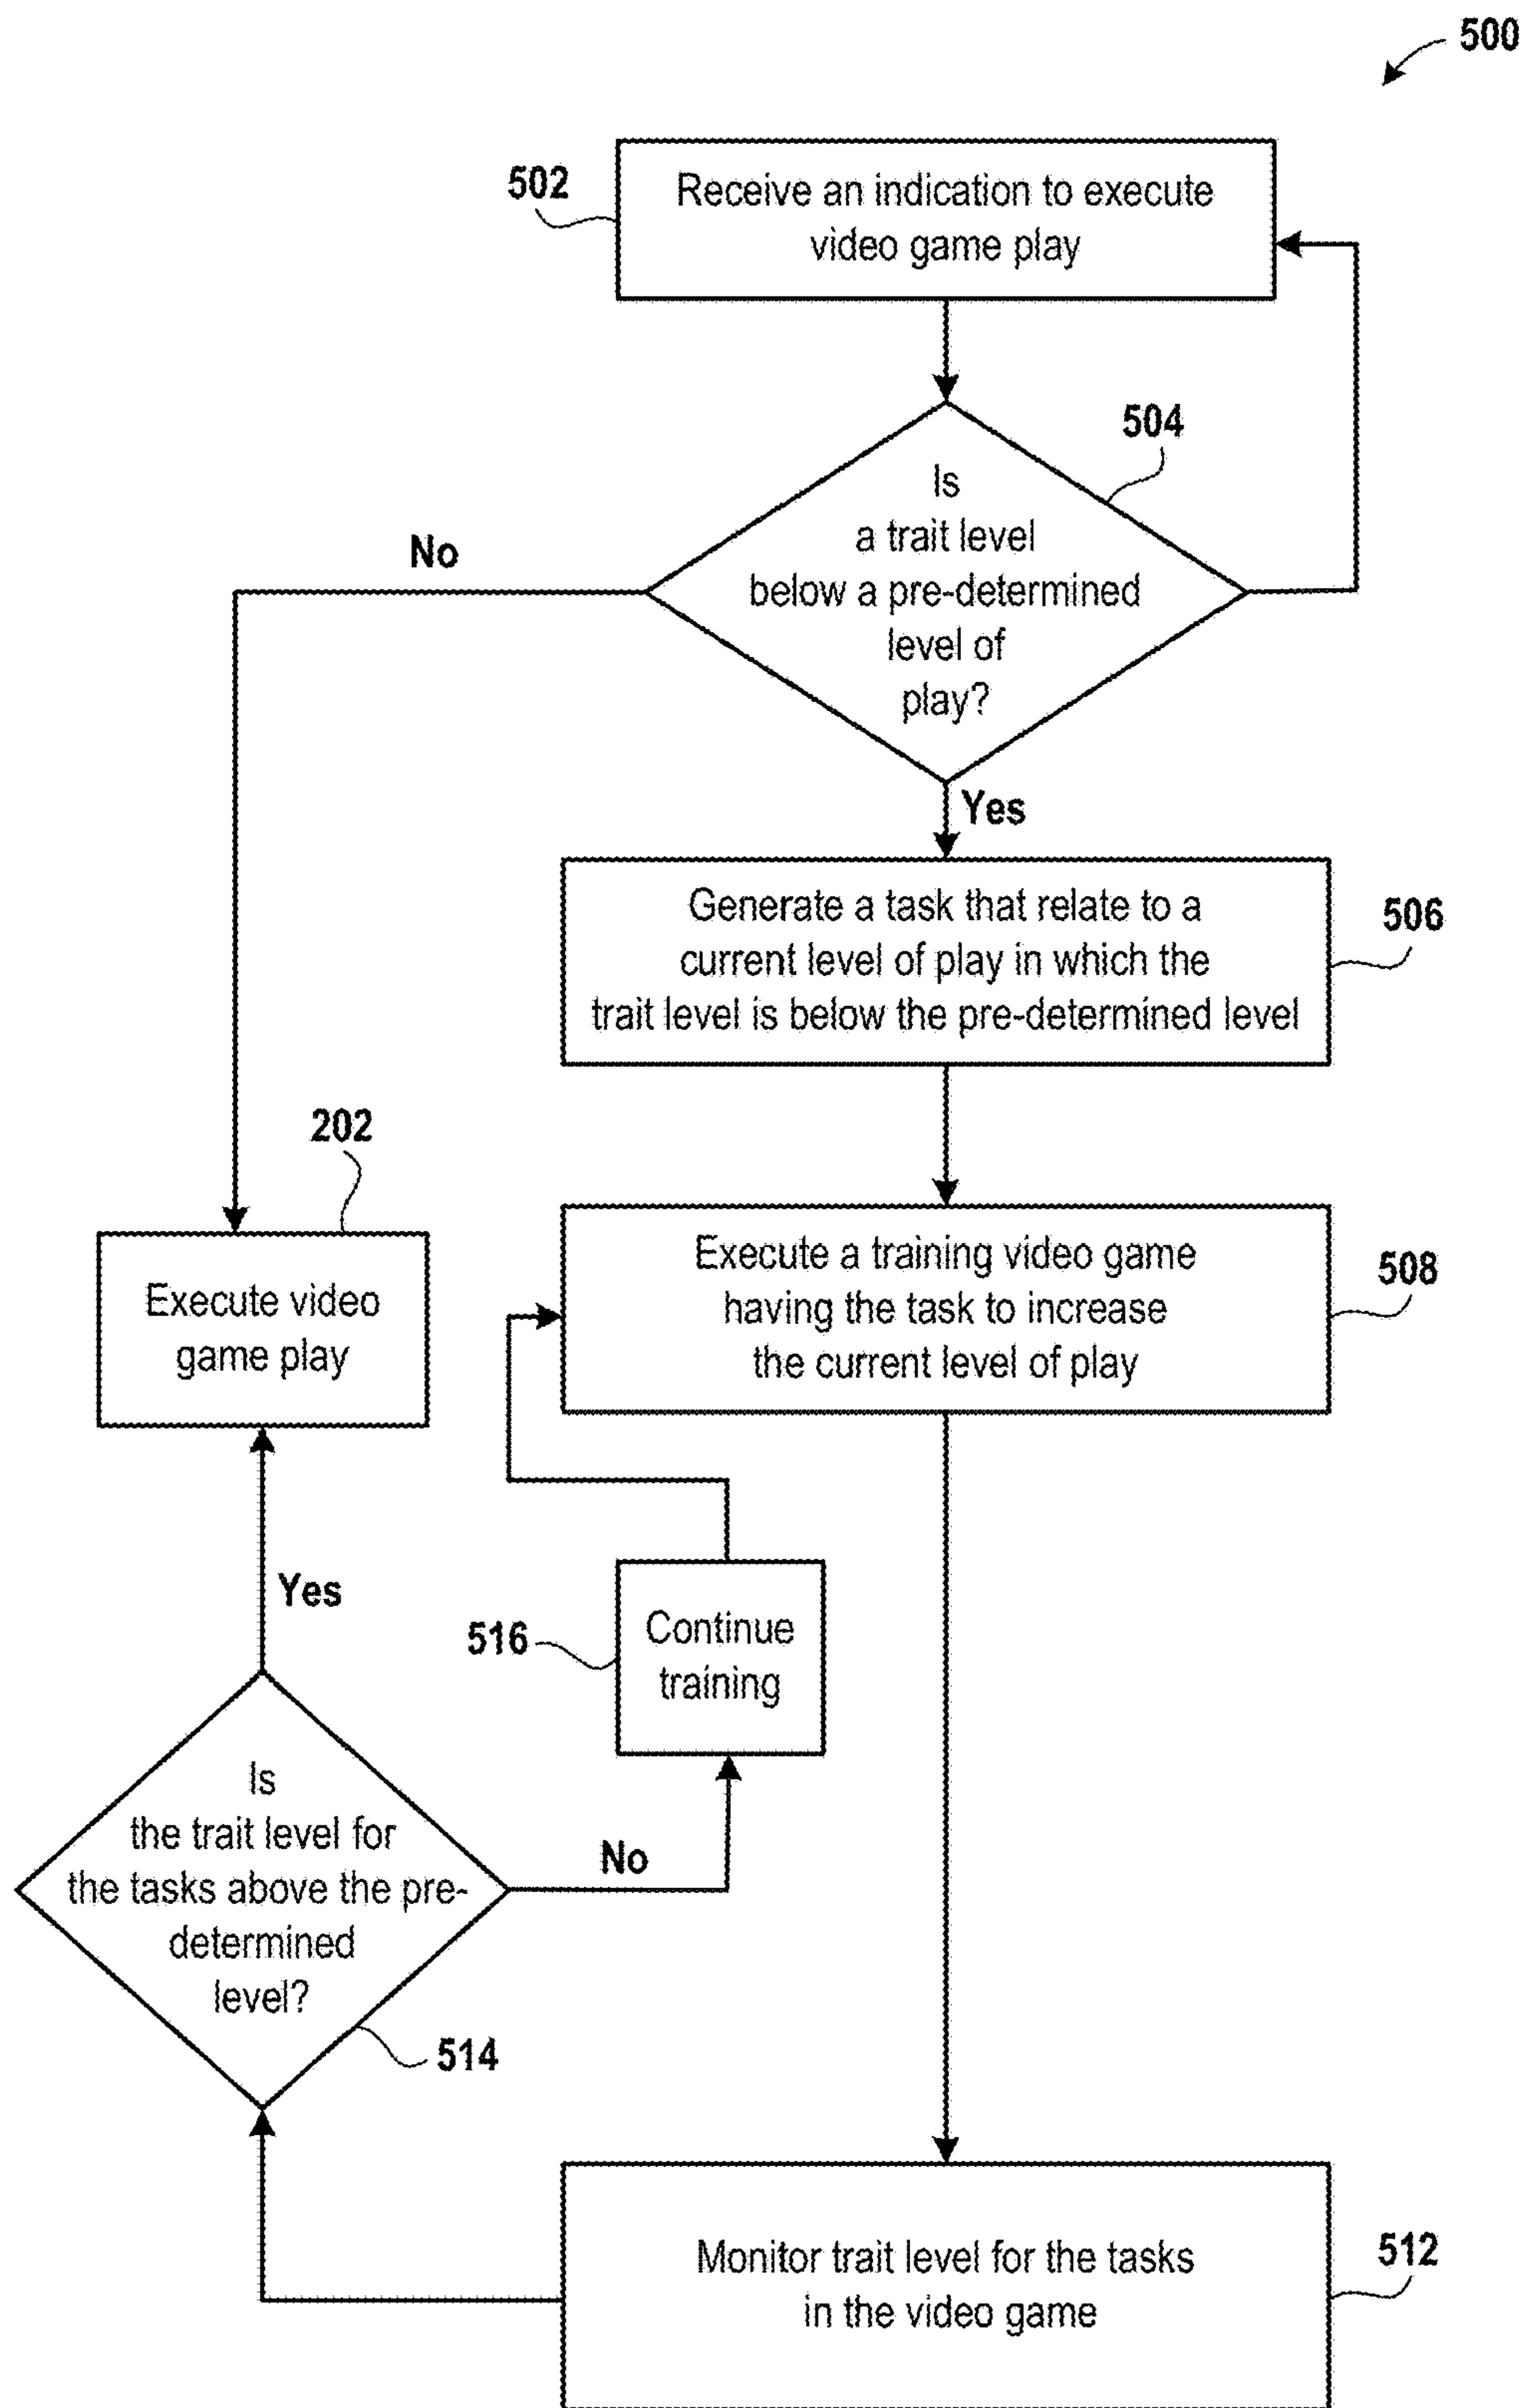 500
502
Receive an indication to execute
video game play
504
Is
a trait level
below a pre-determined
level of
play?
No
Yes
Generate a task that relate to a
current level of play in which the
trait level is below the pre-determined level
506
202
Execute video
game play
Execute a training video game
having the task to increase
the current level of play
508
Yes
516
Continue
training
Is
the trait level for
the tasks above the pre-
determined
level?
No
514
Monitor trait level for the tasks
in the video game
512